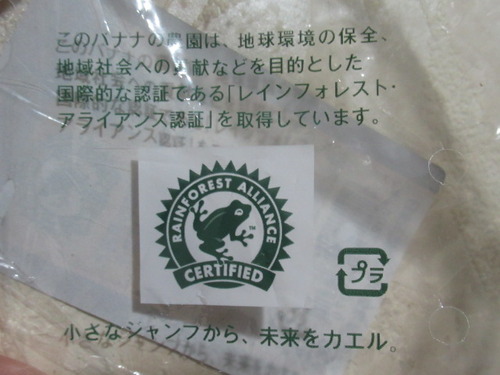 このバナナの農園は、地球環境の保全、
地域社会への貢献などを目的とした
国際的な認証である「レインフォレスト・
アライアンス認証」を取得しています。
RAINFOREST ALLIANCE
TM
CERTIFIED
プラ
小さなジャンプから、未来をカエル。